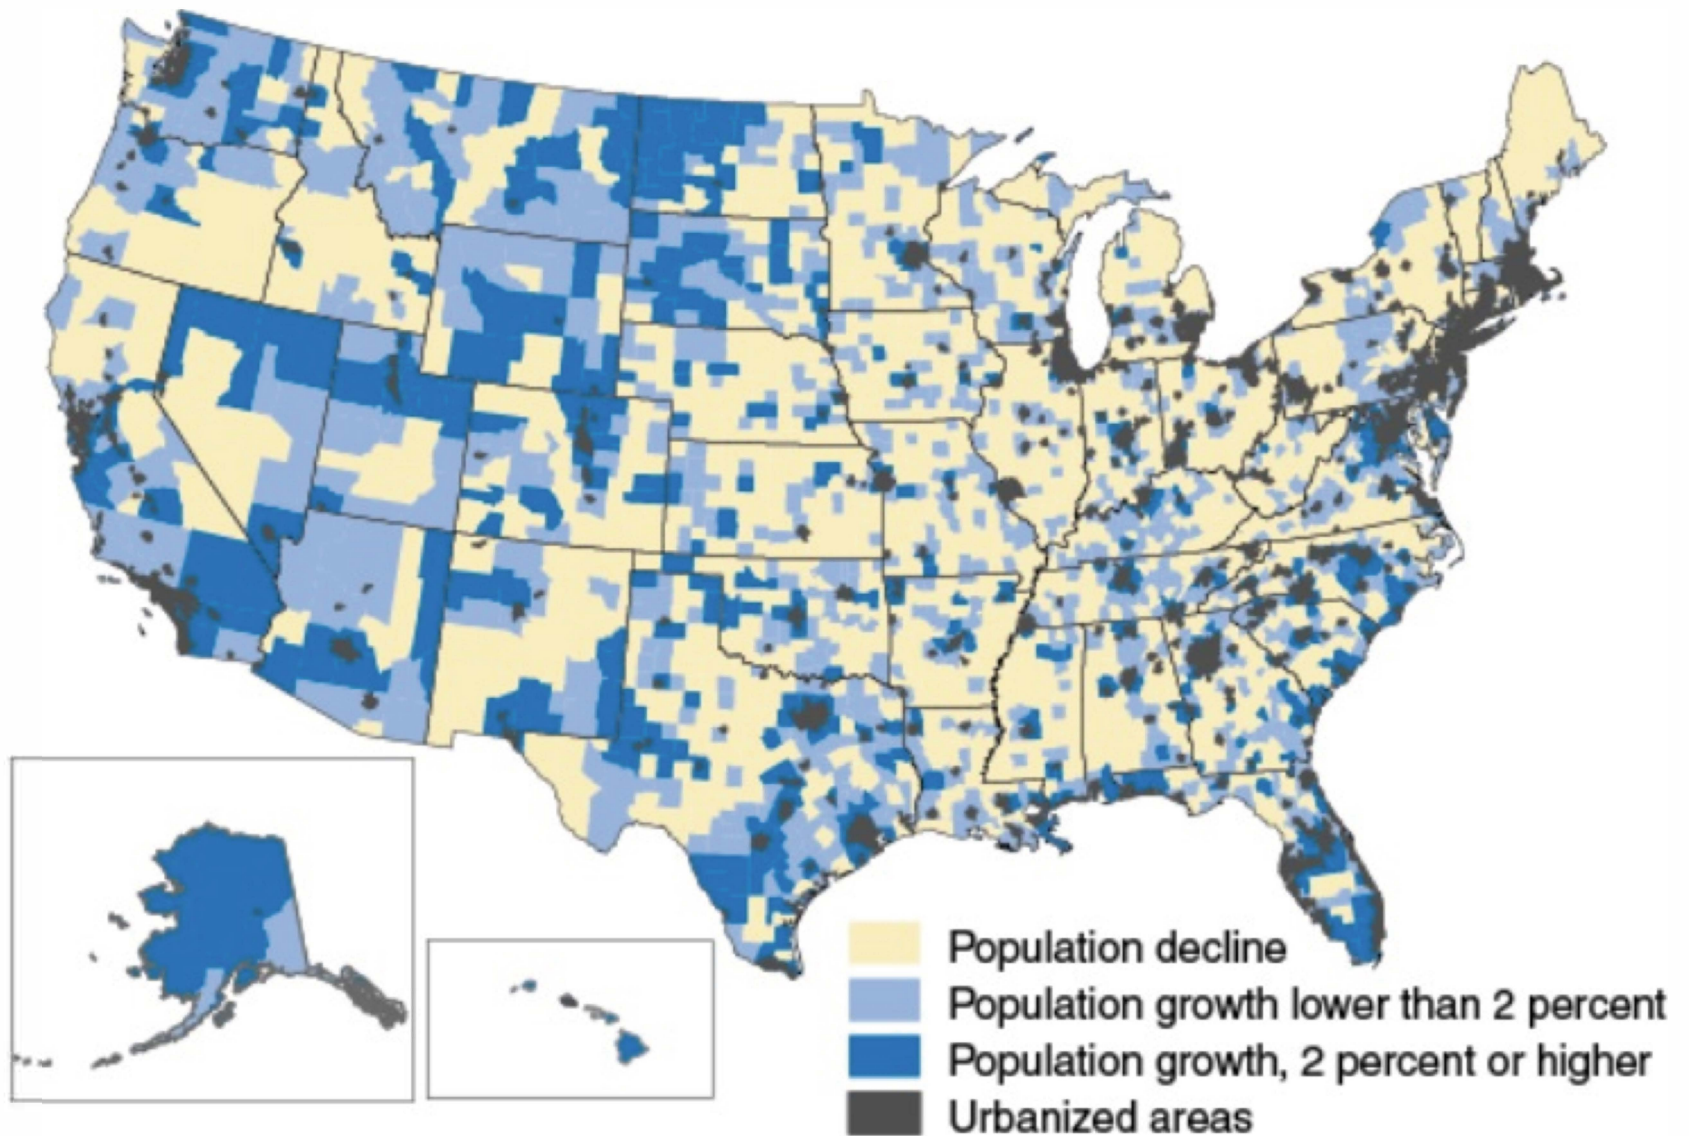 Population decline
Population growth lower than 2 percent
Population growth, 2 percent or higher
Urbanized areas